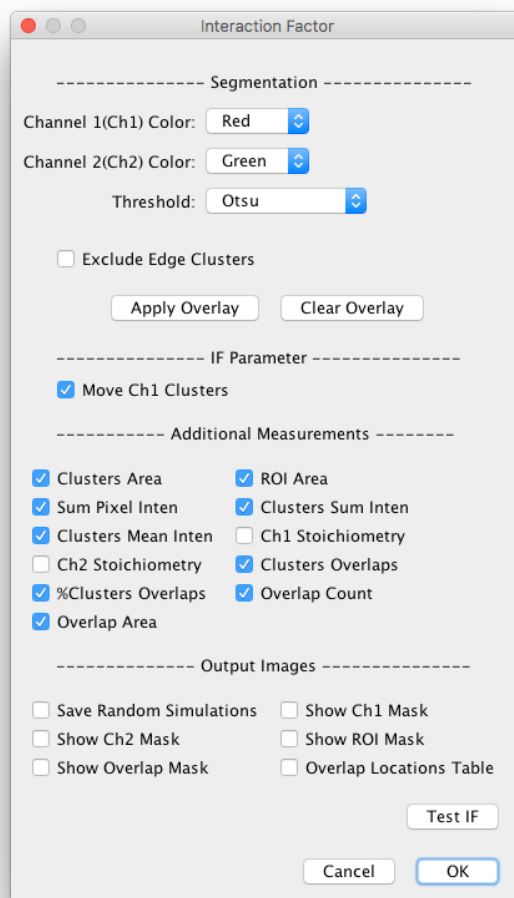 Interaction Factor
--------------- Segmentation ---------------
Channel 1(Ch1) Color: Red
Channel 2(Ch2) Color: Green
Threshold: Otsu
Exclude Edge Clusters
Apply Overlay Clear Overlay
--------------- IF Parameter ---------------
Move Ch1 Clusters
----------- Additional Measurements --------
Clusters Area ROI Area
Sum Pixel Inten Clusters Sum Inten
Clusters Mean Inten Ch1 Stoichiometry
Ch2 Stoichiometry Clusters Overlaps
%Clusters Overlaps Overlap Count
Overlap Area
-------------- Output Images ---------------
Save Random Simulations Show Ch1 Mask
Show Ch2 Mask Show ROI Mask
Show Overlap Mask Overlap Locations Table
Test IF
Cancel OK